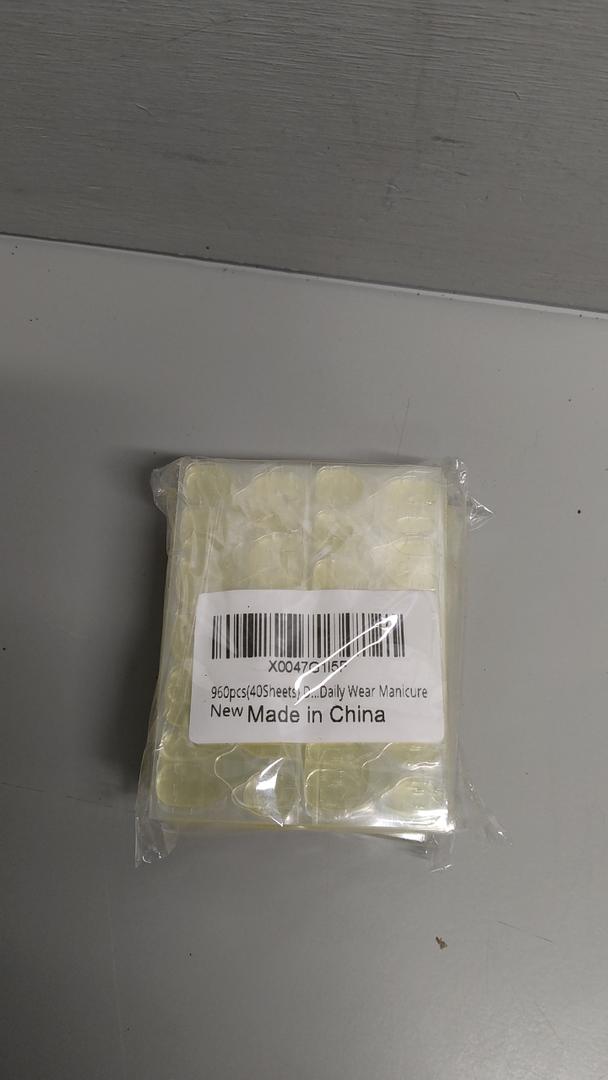 960pcs(40Sheets) D...Daily Wear Manicure
New Made in China